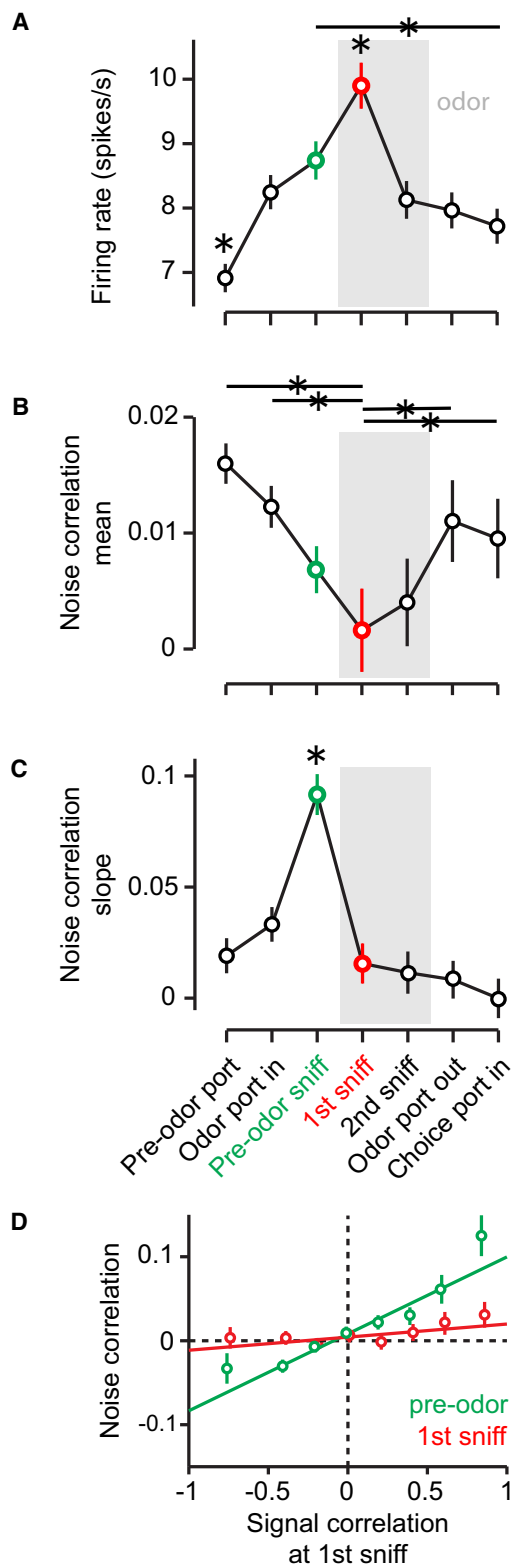 A
*
*
10
odor
9
8
*
7
Firing rate (spikes/s)
B
*
*
*
*
0.02
0.01
0
Noise correlation
mean
C
*
0.1
0.05
0
Noise correlation
slope
Pre-odor port
Odor port in
Pre-odor sniff
1st sniff
2nd sniff
Odor port out
Choice port in
D
0.1
0
-0.1
Noise correlation
pre-odor
1st sniff
-1
-0.5
0
0.5
1
Signal correlation
at 1st sniff